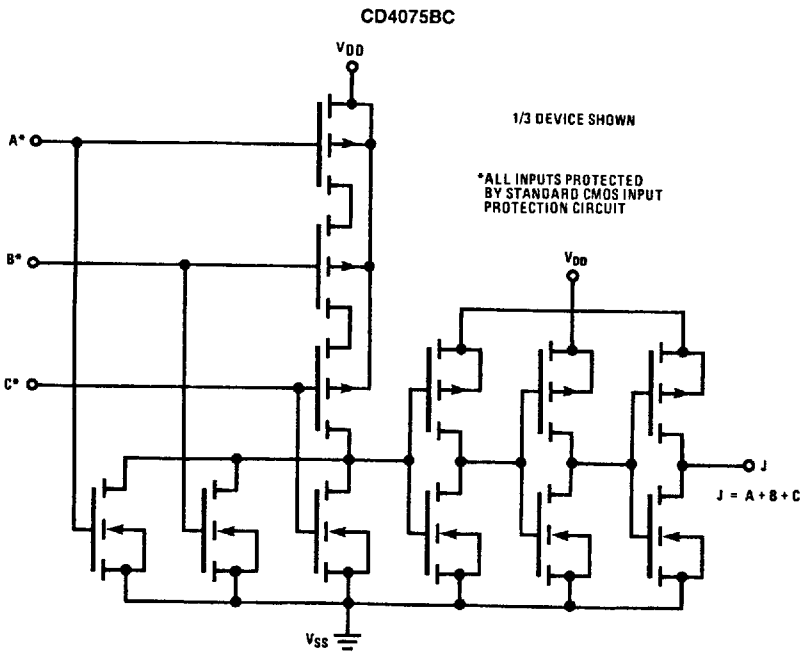 CD4075BC
VDD
1/3 DEVICE SHOWN
A*
*ALL INPUTS PROTECTED
BY STANDARD CMOS INPUT
PROTECTION CIRCUIT
B*
VDD
C*
J
J = A + B + C
VSS